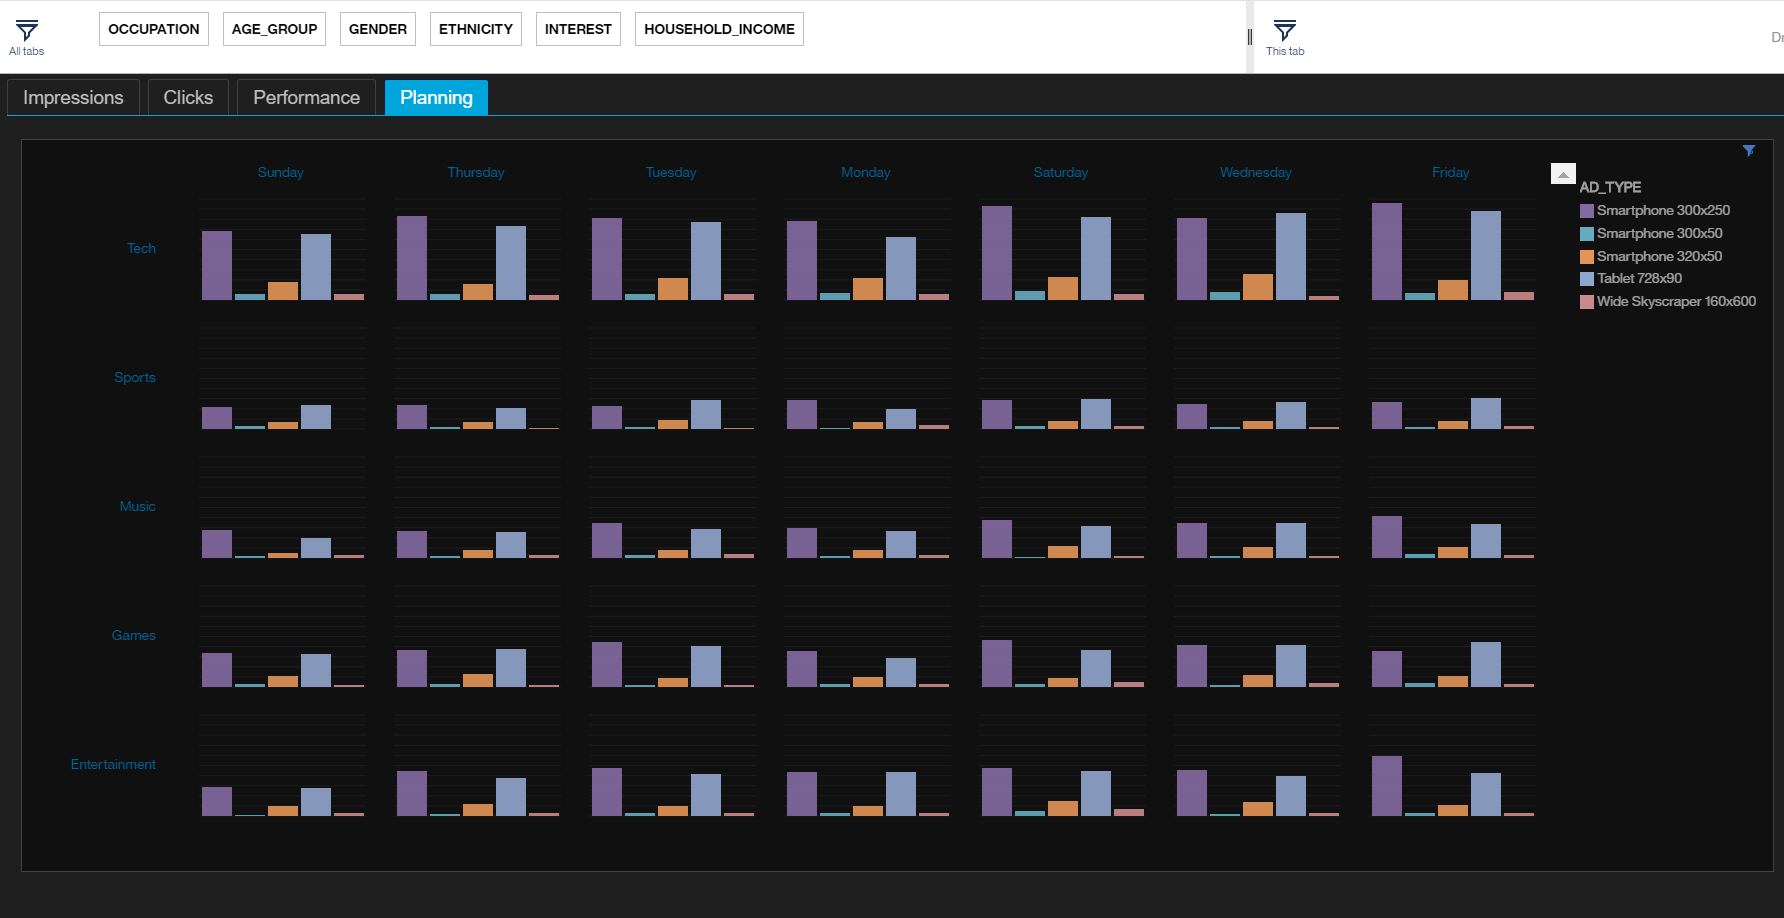 OCCUPATION AGE_GROUP GENDER ETHNICITY INTEREST HOUSEHOLD_INCOME
All tabs
This tab
Impressions Clicks Performance Planning
Sunday Thursday Tuesday Monday Saturday Wednesday Friday
Tech
Sports
Music
Games
Entertainment
AD_TYPE
Smartphone 300x250
Smartphone 300x50
Smartphone 320x50
Tablet 728x90
Wide Skyscraper 160x600